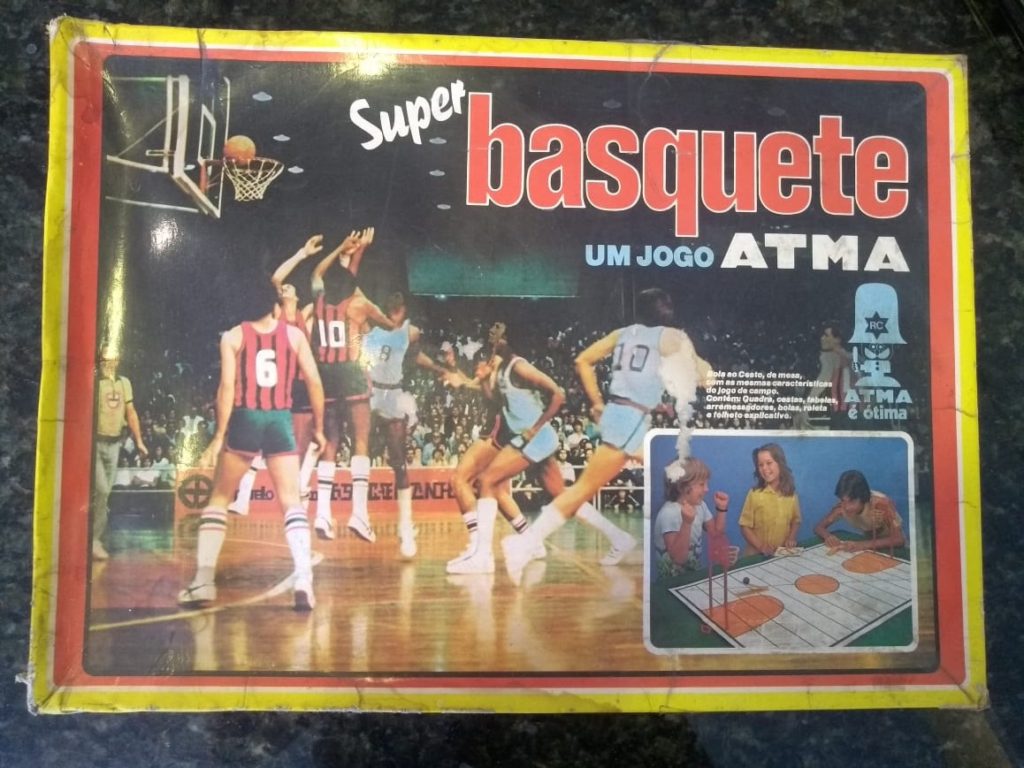 Super
basquete
UM JOGO ATMA
RC
ATMA
é ótima
Bola ao Cesto, de mesa,
com as mesmas características
do jogo de campo.
Contém: Quadra, cestas, tabelas,
arremessadores, bolas, roleta
e folheto explicativo.
10
6
8
10